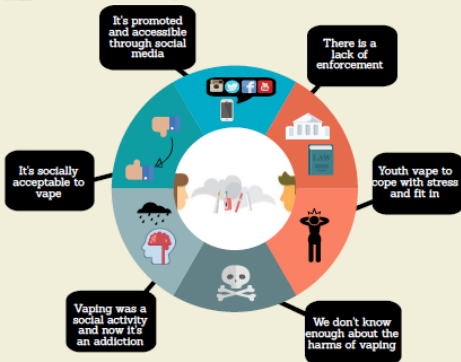 It's promoted
and accessible
through social
media
There is a
lack of
enforcement
It's socially
acceptable to
vape
LAW
Youth vape to
cope with stress
and fit in
Vaping was a
social activity
and now it's
an addiction
We don't know
enough about the
harms of vaping